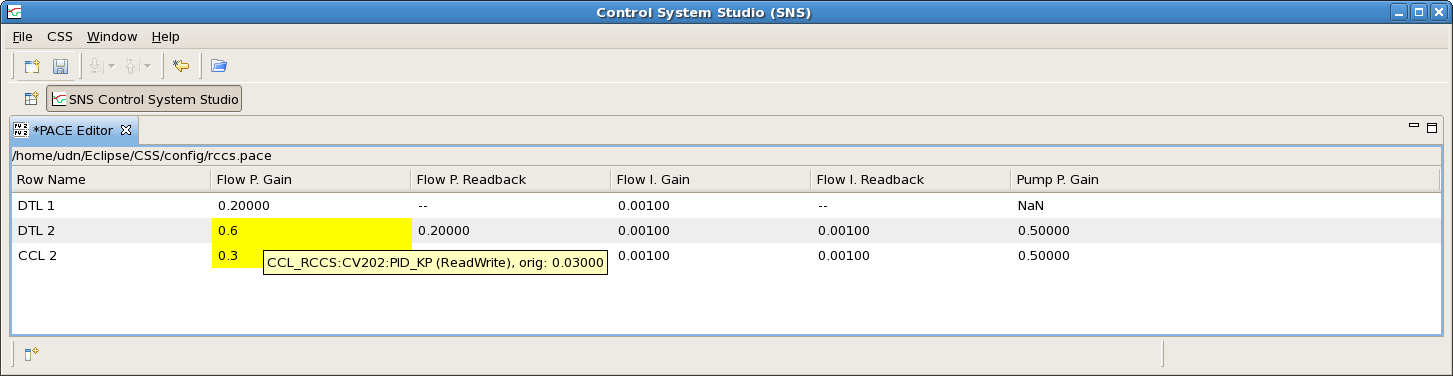 Control System Studio (SNS)
File CSS Window Help
SNS Control System Studio
*PACE Editor
/home/udn/Eclipse/CSS/config/rccs.pace
Row Name Flow P. Gain Flow P. Readback Flow I. Gain Flow I. Readback Pump P. Gain
DTL 1 0.20000 -- 0.00100 -- NaN
DTL 2 0.6 0.20000 0.00100 0.00100 0.50000
CCL 2 0.3 0.00100 0.00100 0.50000
CCL_RCCS:CV202:PID_KP (ReadWrite), orig: 0.03000